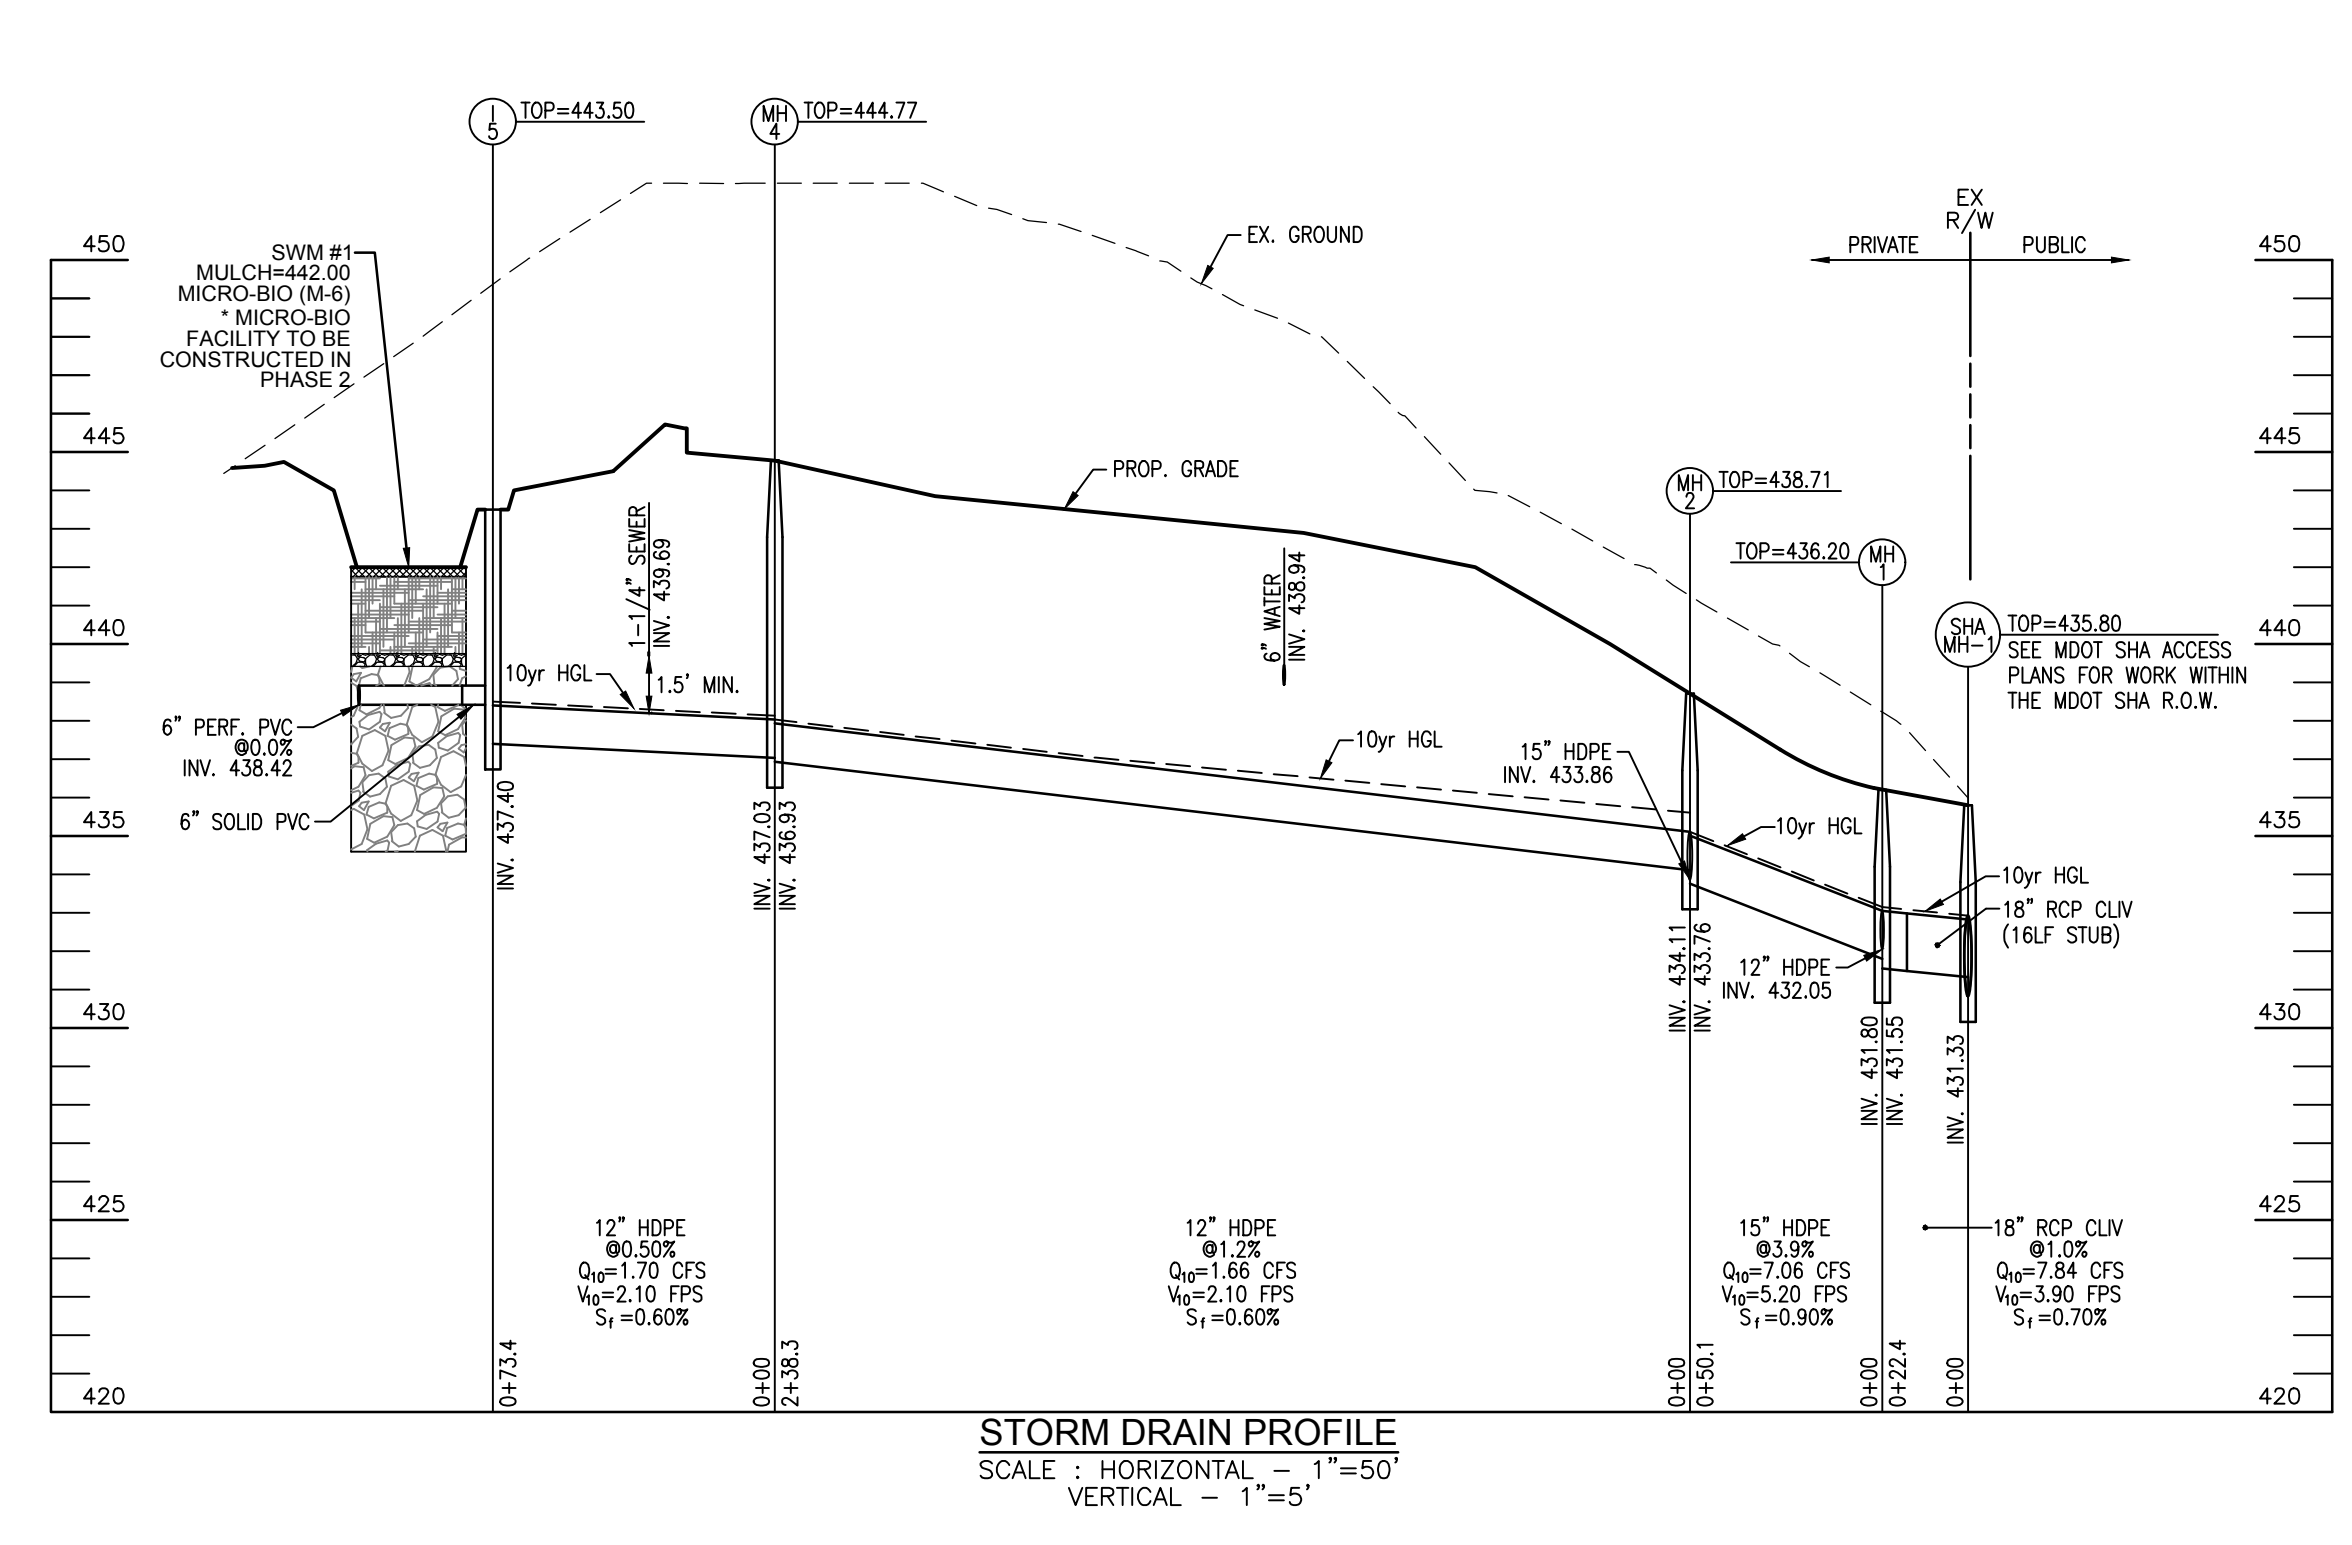 I
5
TOP=443.50
MH
4
TOP=444.77
EX
R/W
PRIVATE
PUBLIC
450
450
EX. GROUND
SWM #1
MULCH=442.00
MICRO-BIO (M-6)
* MICRO-BIO
FACILITY TO BE
CONSTRUCTED IN
PHASE 2
445
445
PROP. GRADE
MH
2
TOP=438.71
TOP=436.20
MH
1
1-1/4" SEWER
INV. 439.69
6" WATER
INV. 438.94
440
440
SHA
MH-1
TOP=435.80
SEE MDOT SHA ACCESS
PLANS FOR WORK WITHIN
THE MDOT SHA R.O.W.
10yr HGL
1.5' MIN.
6" PERF. PVC
@0.0%
INV. 438.42
6" SOLID PVC
10yr HGL
15" HDPE
INV. 433.86
10yr HGL
435
435
INV. 437.40
INV. 437.03
INV. 436.93
10yr HGL
18" RCP CLIV
(16LF STUB)
12" HDPE
INV. 432.05
INV. 434.11
INV. 433.76
430
430
INV. 431.80
INV. 431.55
INV. 431.33
425
425
12" HDPE
@0.50%
Q10=1.70 CFS
V10=2.10 FPS
Sf=0.60%
12" HDPE
@1.2%
Q10=1.66 CFS
V10=2.10 FPS
Sf=0.60%
15" HDPE
@3.9%
Q10=7.06 CFS
V10=5.20 FPS
Sf=0.90%
18" RCP CLIV
@1.0%
Q10=7.84 CFS
V10=3.90 FPS
Sf=0.70%
0+73.4
0+00
2+38.3
0+00
0+50.1
0+00
0+22.4
0+00
420
420
STORM DRAIN PROFILE
SCALE : HORIZONTAL - 1"=50'
VERTICAL - 1"=5'